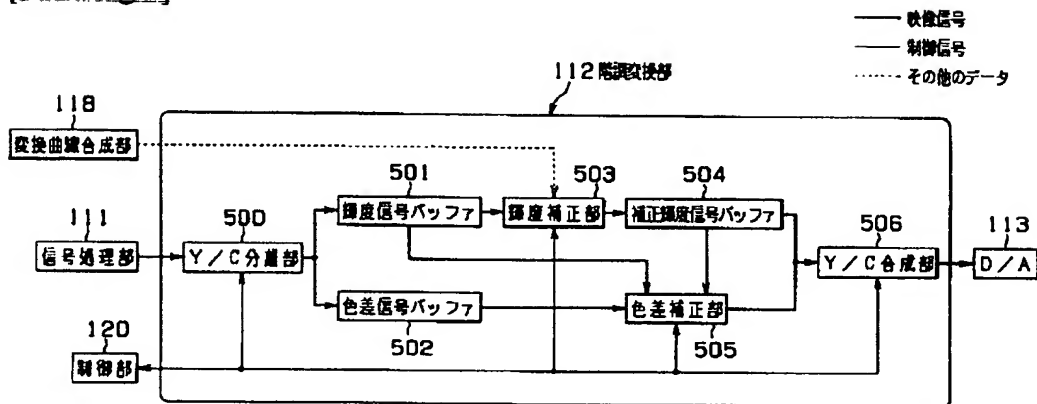 映像信号
制御信号
その他のデータ
112 階調変換部
118
変換曲線合成部
501
503
504
輝度信号バッファ
輝度補正部
補正輝度信号バッファ
111
500
506
113
信号処理部
Y/C分離部
Y/C合成部
D/A
色差信号バッファ
色差補正部
502
505
120
制御部